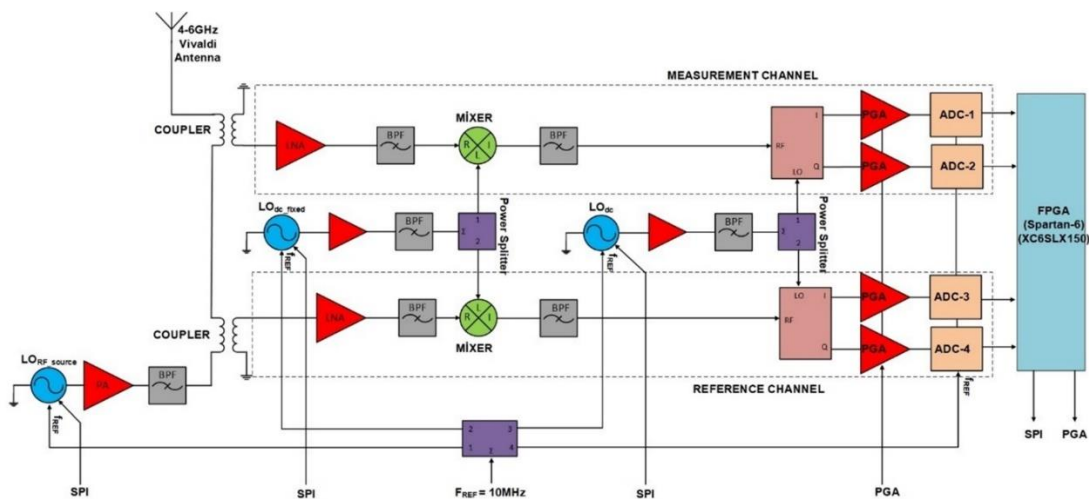 4-6GHz
Vivaldi
Antenna
MEASUREMENT CHANNEL
COUPLER
LNA
BPF
MİXER
R
L
I
BPF
RF
I
Q
LO
PGA
PGA
ADC-1
ADC-2
FPGA
(Spartan-6)
(XC6SLX150)
LOdc_fixed
fREF
BPF
Σ
1
2
Power Splitter
LOdc
BPF
Σ
1
2
Power Splitter
COUPLER
LNA
BPF
L
R
I
MİXER
BPF
LO
RF
I
Q
PGA
PGA
ADC-3
ADC-4
fREF
REFERENCE CHANNEL
LORF_source
PA
BPF
fREF
2
3
1
4
Σ
SPI
SPI
FREF = 10MHz
SPI
PGA
SPI
PGA